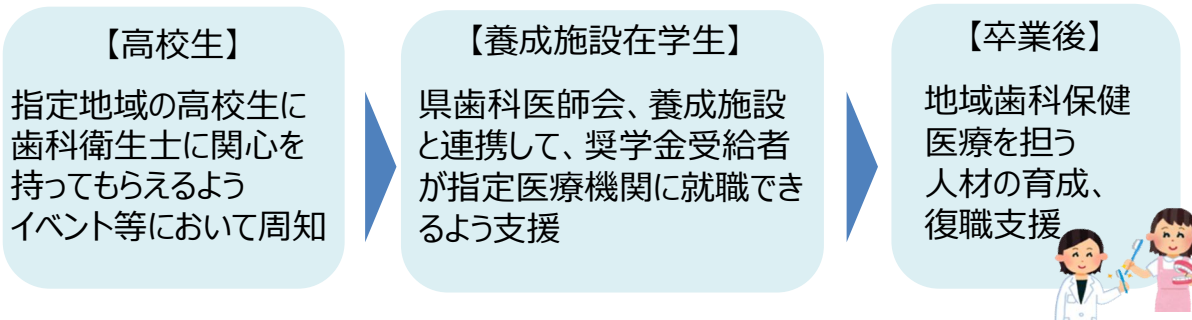 【高校生】
指定地域の高校生に
歯科衛生士に関心を
持ってもらえるよう
イベント等において周知
【養成施設在学生】
県歯科医師会、養成施設
と連携して、奨学金受給者
が指定医療機関に就職でき
るよう支援
【卒業後】
地域歯科保健
医療を担う
人材の育成、
復職支援